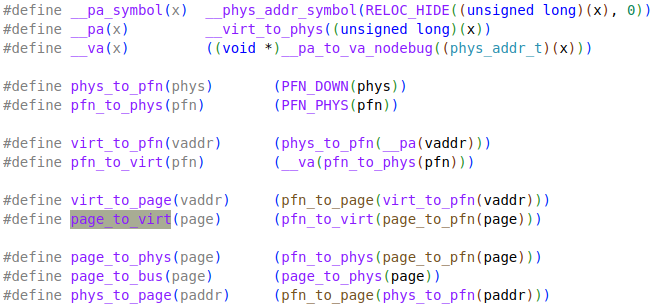 #define __pa_symbol(x)  __phys_addr_symbol(RELOC_HIDE((unsigned long)(x), 0))
#define __pa(x)         __virt_to_phys((unsigned long)(x))
#define __va(x)         ((void *)__pa_to_va_nodebug((phys_addr_t)(x)))
#define phys_to_pfn(phys)       (PFN_DOWN(phys))
#define pfn_to_phys(pfn)        (PFN_PHYS(pfn))
#define virt_to_pfn(vaddr)      (phys_to_pfn(__pa(vaddr)))
#define pfn_to_virt(pfn)        (__va(pfn_to_phys(pfn)))
#define virt_to_page(vaddr)     (pfn_to_page(virt_to_pfn(vaddr)))
#define page_to_virt(page)      (pfn_to_virt(page_to_pfn(page)))
#define page_to_phys(page)      (pfn_to_phys(page_to_pfn(page)))
#define page_to_bus(page)       (page_to_phys(page))
#define phys_to_page(paddr)     (pfn_to_page(phys_to_pfn(paddr)))